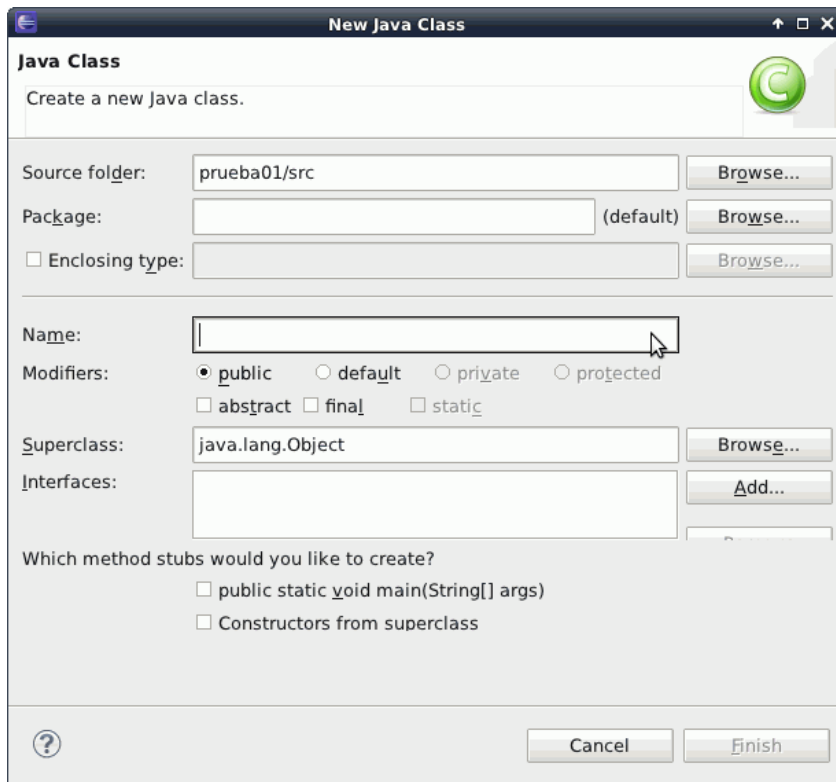 New Java Class
Java Class
Create a new Java class.
Source folder: prueba01/src Browse...
Package: (default) Browse...
Enclosing type: Browse...
Name:
Modifiers: public default private protected
abstract final static
Superclass: java.lang.Object Browse...
Interfaces: Add...
Which method stubs would you like to create?
public static void main(String[] args)
Constructors from superclass
Cancel Finish